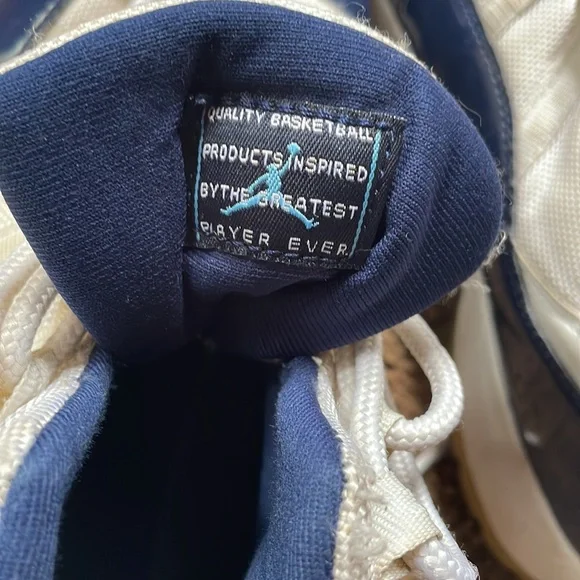 QUALITY BASKETBALL
PRODUCTS INSPIRED
BY THE GREATEST
PLAYER EVER.